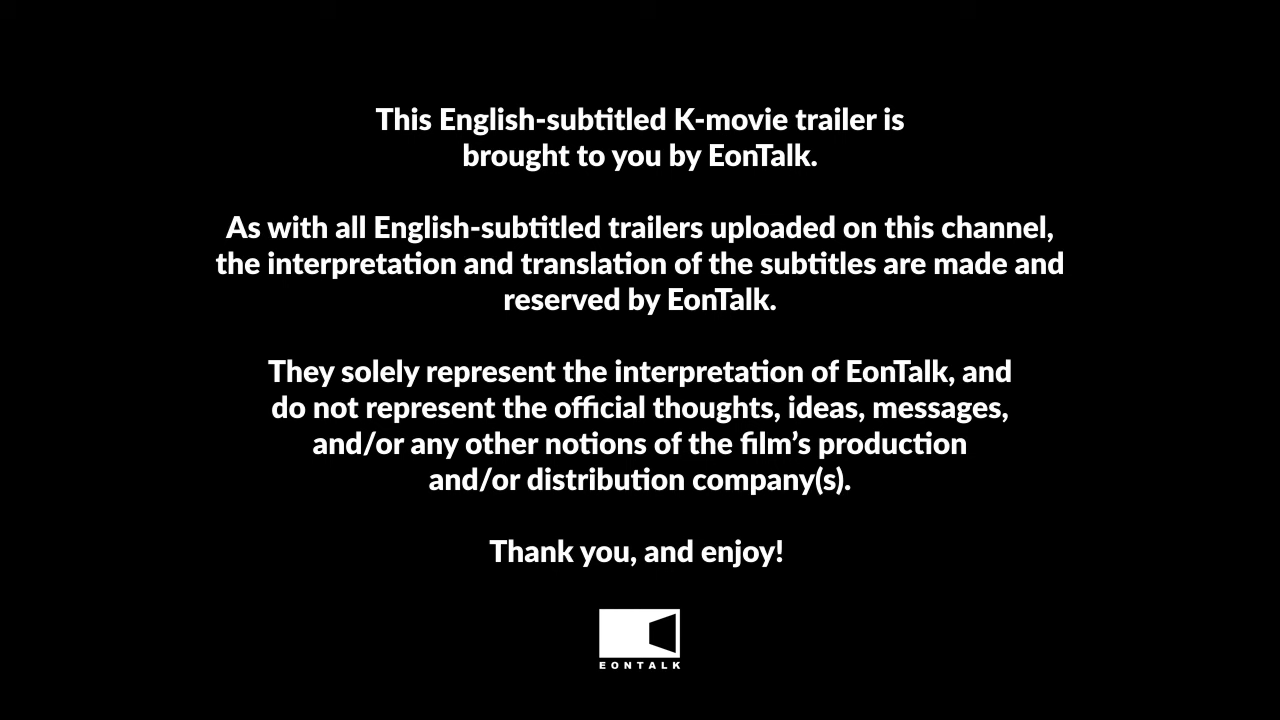 This English-subtitled K-movie trailer is
brought to you by EonTalk.
As with all English-subtitled trailers uploaded on this channel,
the interpretation and translation of the subtitles are made and
reserved by EonTalk.
They solely represent the interpretation of EonTalk, and
do not represent the official thoughts, ideas, messages,
and/or any other notions of the film’s production
and/or distribution company(s).
Thank you, and enjoy!
EONTALK